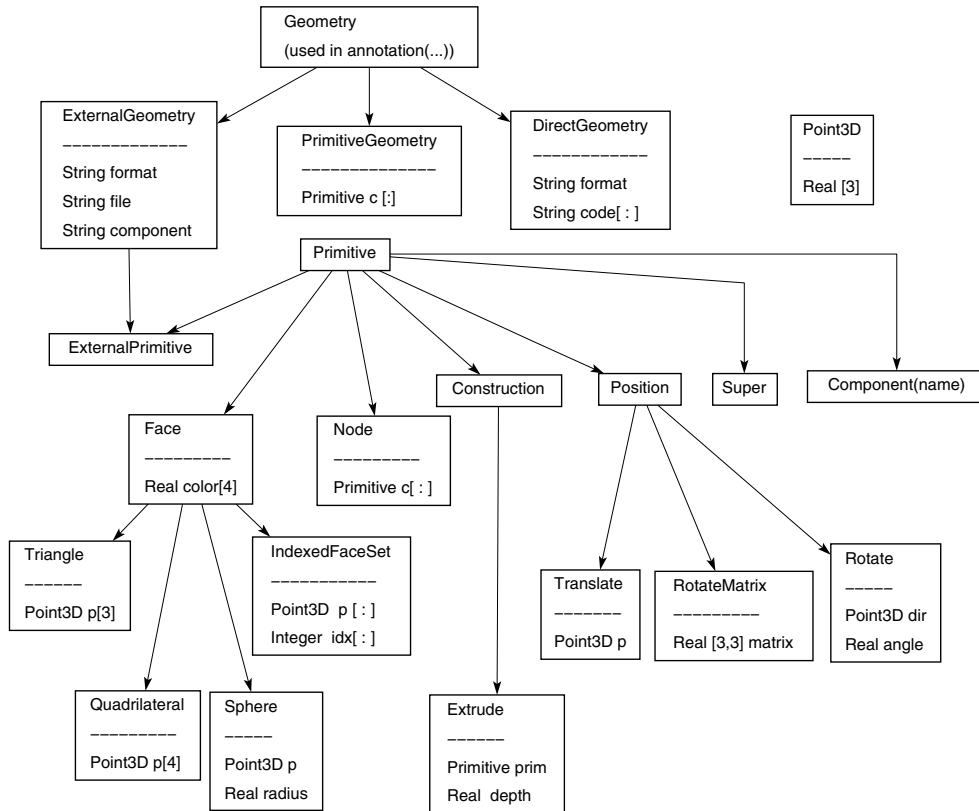 Geometry
(used in annotation(...))
ExternalGeometry
-------------
String format
String file
String component
PrimitiveGeometry
--------------
Primitive c [:]
DirectGeometry
------------
String format
String code[ : ]
Point3D
-----
Real [3]
Primitive
ExternalPrimitive
Construction
Position
Super
Component(name)
Face
---------
Real color[4]
Node
---------
Primitive c[ : ]
Triangle
------
Point3D p[3]
IndexedFaceSet
-----------
Point3D p [ : ]
Integer idx[ : ]
Translate
-------
Point3D p
RotateMatrix
---------
Real [3,3] matrix
Rotate
-----
Point3D dir
Real angle
Quadrilateral
---------
Point3D p[4]
Sphere
-----
Point3D p
Real radius
Extrude
------
Primitive prim
Real depth